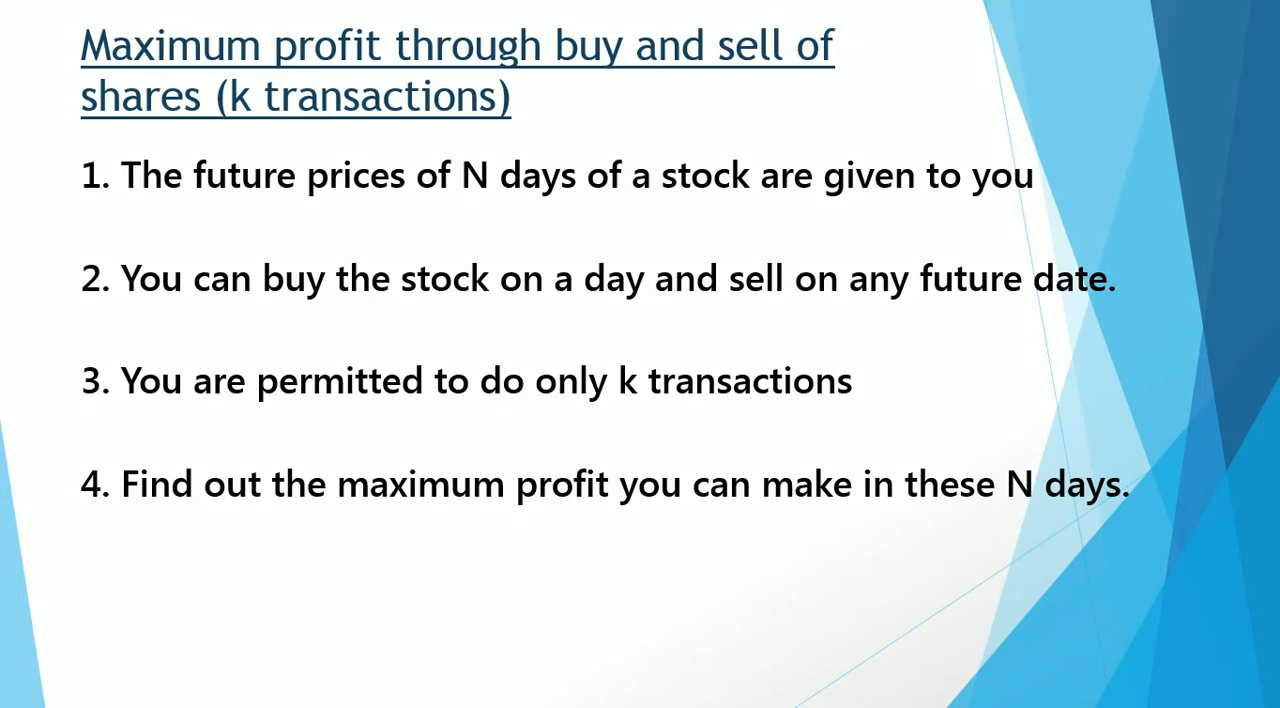 Maximum profit through buy and sell of
shares (k transactions)
1. The future prices of N days of a stock are given to you
2. You can buy the stock on a day and sell on any future date.
3. You are permitted to do only k transactions
4. Find out the maximum profit you can make in these N days.